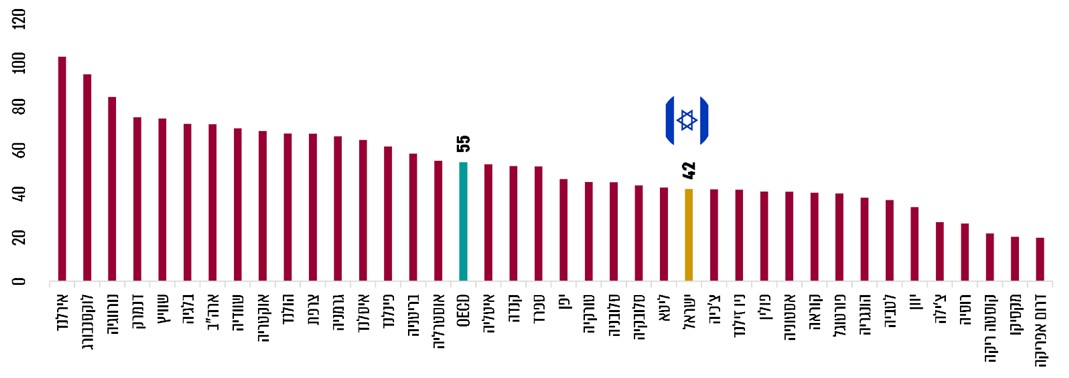 120
100
80
60
40
20
0
55
42
אירלנד
לוקסמבורג
נורווגיה
דנמרק
שווייץ
בלגיה
ארה"ב
שוודיה
אוסטריה
הולנד
צרפת
גרמניה
איסלנד
פינלנד
בריטניה
אוסטרליה
OECD
איטליה
קנדה
ספרד
יפן
טורקיה
סלובניה
סלובקיה
ליטא
ישראל
צ'כיה
ניו זילנד
פולין
אסטוניה
קוראה
פורטוגל
הונגריה
לטביה
יוון
צ'ילה
רוסיה
קוסטה ריקה
מקסיקו
דרום אפריקה